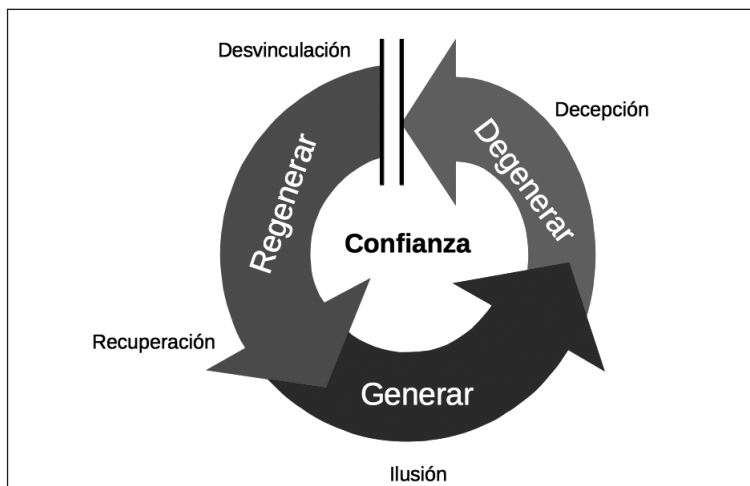 Desvinculación
Decepción
Regenerar
Degenerar
Confianza
Recuperación
Generar
Ilusión